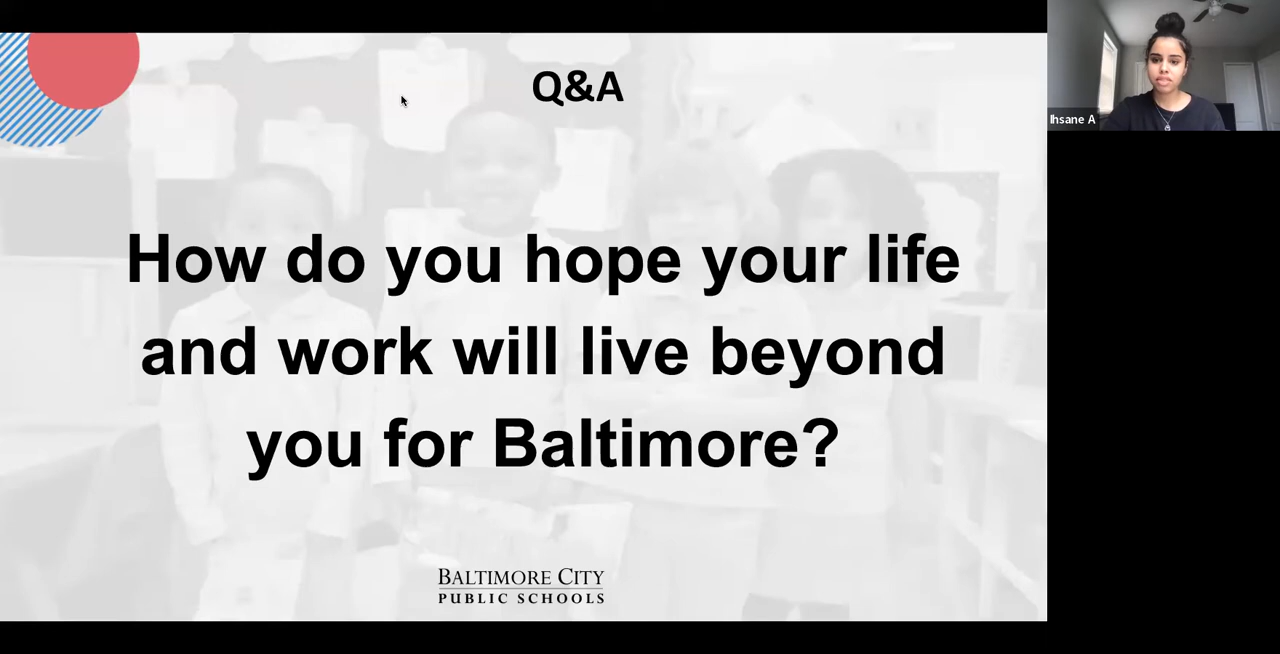 Q&A
How do you hope your life
and work will live beyond
you for Baltimore?
BALTIMORE CITY
PUBLIC SCHOOLS
Ihsane A